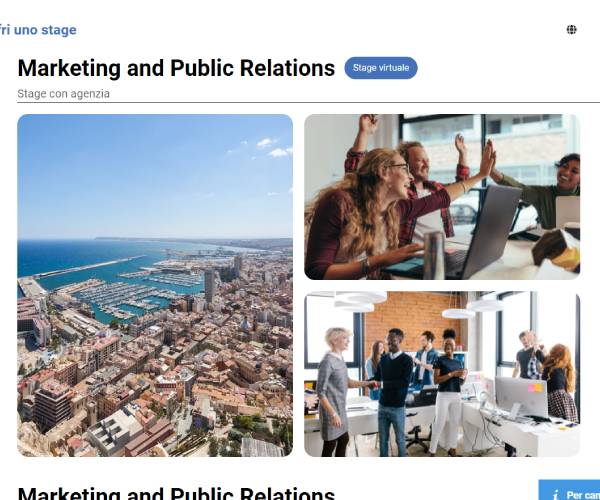 fri uno stage
Marketing and Public Relations
Stage virtuale
Stage con agenzia
Marketing and Public Relations
i Per can